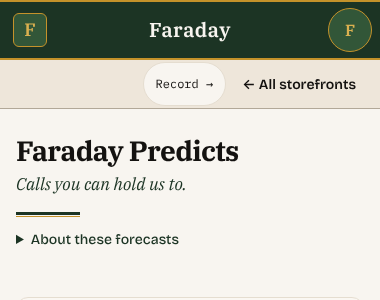 F
Faraday
F
Record →
← All storefronts
Faraday Predicts
Calls you can hold us to.
▶ About these forecasts